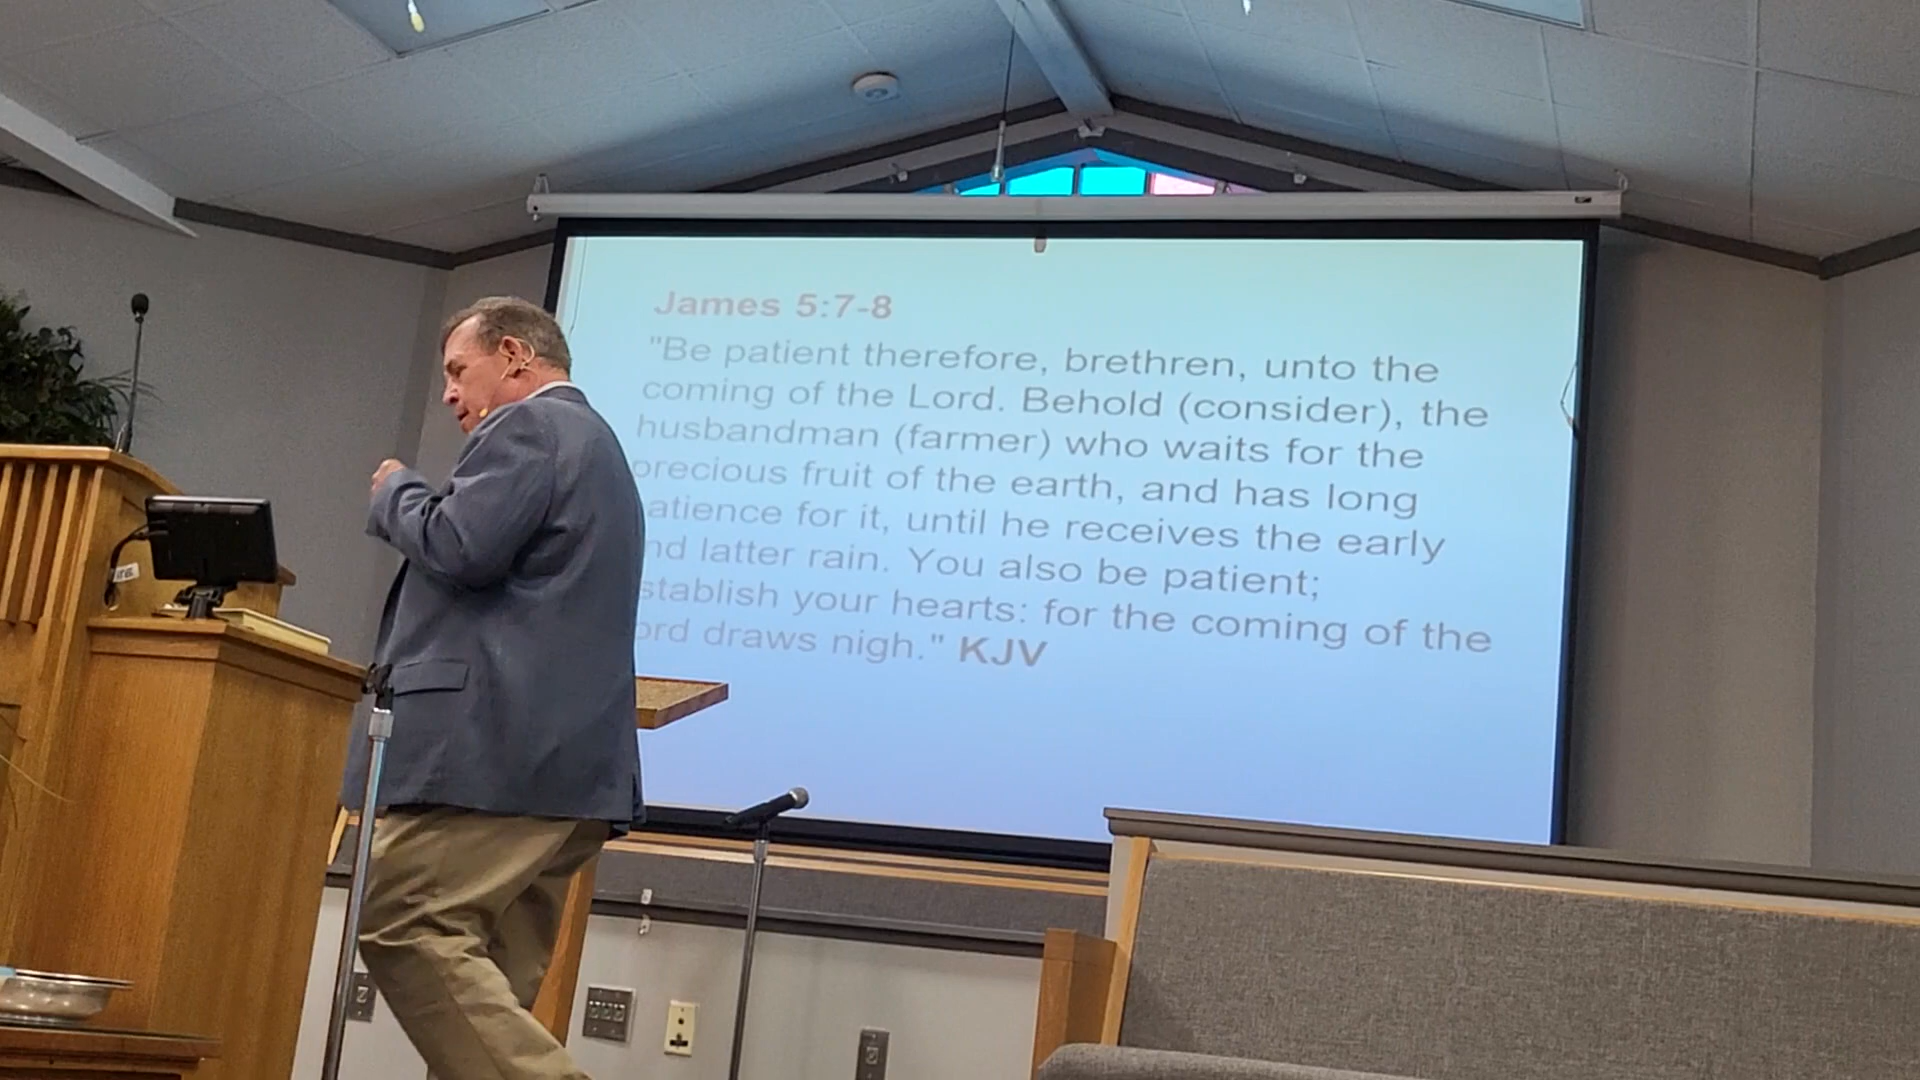 James 5:7-8
"Be patient therefore, brethren, unto the
coming of the Lord. Behold (consider), the
husbandman (farmer) who waits for the
precious fruit of the earth, and has long
atience for it, until he receives the early
nd latter rain. You also be patient;
stablish your hearts: for the coming of the
ord draws nigh." KJV